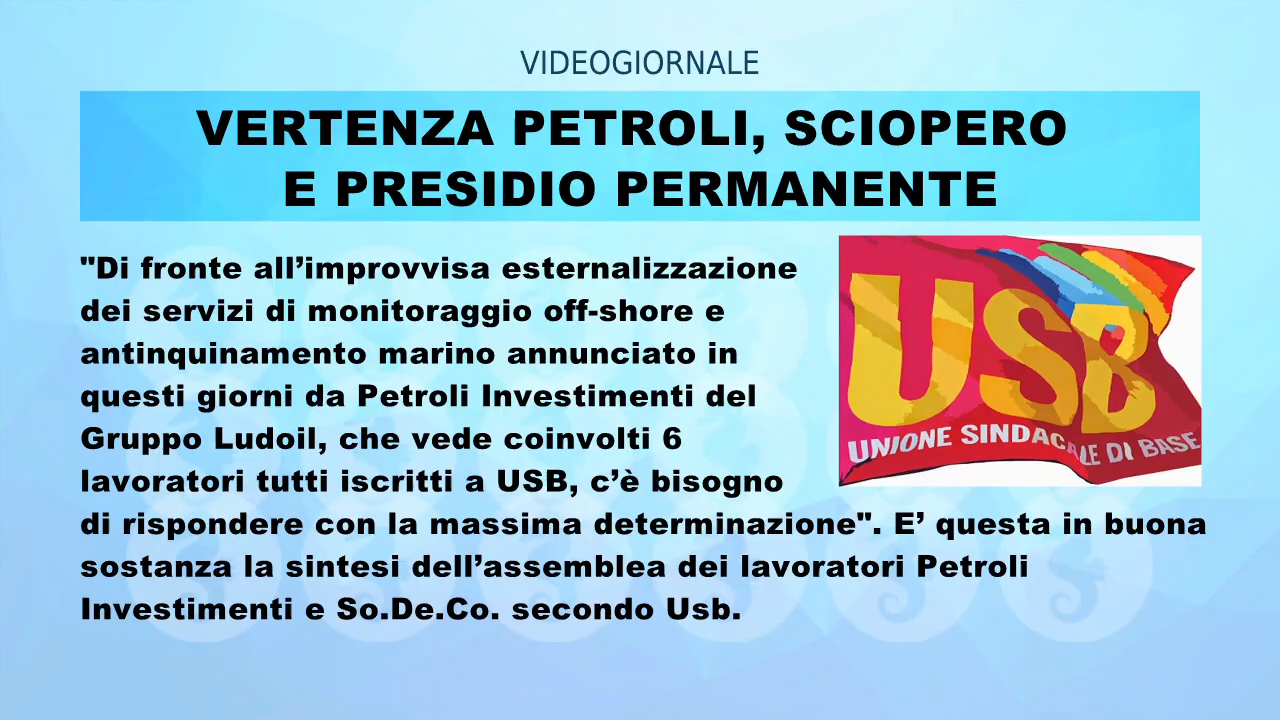 VIDEOGIORNALE
VERTENZA PETROLI, SCIOPERO
E PRESIDIO PERMANENTE
"Di fronte all’improvvisa esternalizzazione
dei servizi di monitoraggio off-shore e
antinquinamento marino annunciato in
questi giorni da Petroli Investimenti del
Gruppo Ludoil, che vede coinvolti 6
lavoratori tutti iscritti a USB, c’è bisogno
di rispondere con la massima determinazione". E’ questa in buona
sostanza la sintesi dell’assemblea dei lavoratori Petroli
Investimenti e So.De.Co. secondo Usb.
USB
UNIONE SINDACALE DI BASE